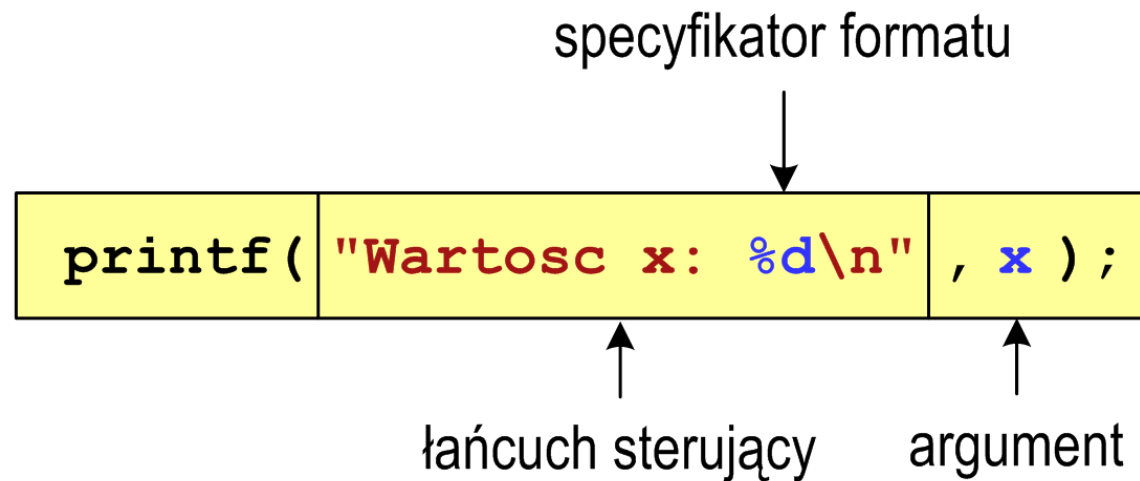 specyfikator formatu
printf( "Wartosc x: %d\n" , x );
łańcuch sterujący
argument